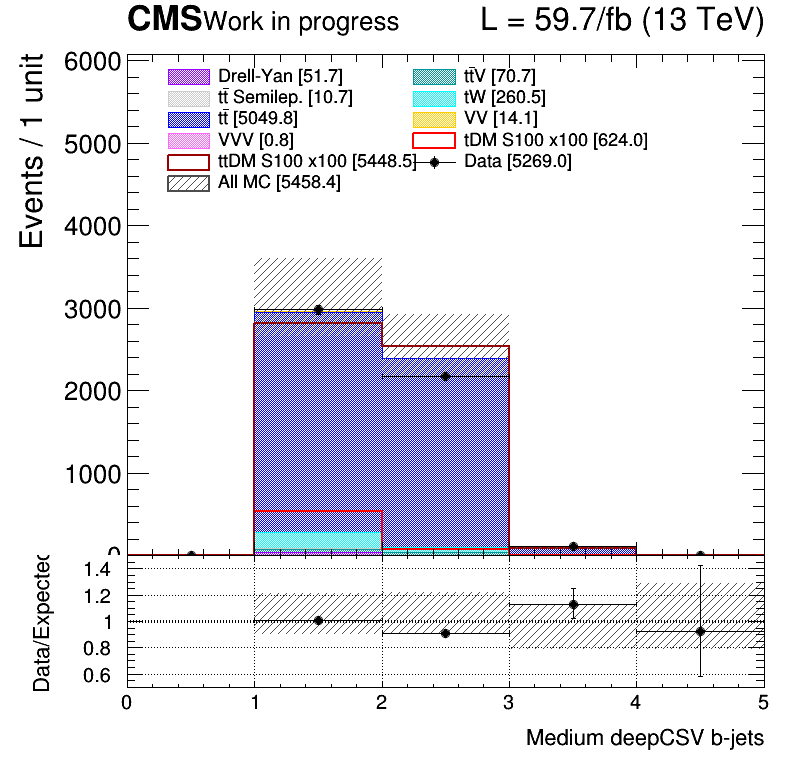 CMS Work in progress L = 59.7/fb (13 TeV)
Events / 1 unit
6000
5000
4000
3000
2000
1000
0
Drell-Yan [51.7] tt̄V [70.7]
tt̄ Semilep. [10.7] tW [260.5]
tt̄ [5049.8] VV [14.1]
VVV [0.8] tDM S100 x100 [624.0]
ttDM S100 x100 [5448.5] Data [5269.0]
All MC [5458.4]
Data/Expected
1.4
1.2
1
0.8
0.6
0 1 2 3 4 5
Medium deepCSV b-jets